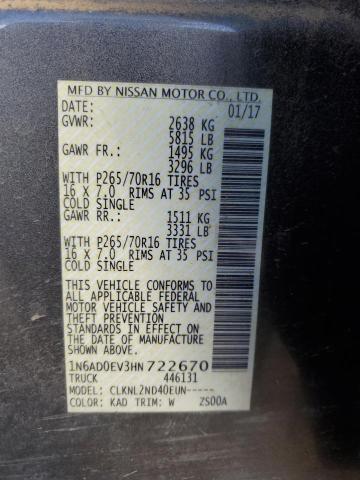 MFD BY NISSAN MOTOR CO., LTD.
DATE: 01/17
GVWR: 2638 KG
5815 LB
GAWR FR.: 1495 KG
3296 LB
WITH P265/70R16 TIRES
16 X 7.0 RIMS AT 35 PSI
COLD SINGLE
GAWR RR.: 1511 KG
3331 LB
WITH P265/70R16 TIRES
16 X 7.0 RIMS AT 35 PSI
COLD SINGLE
THIS VEHICLE CONFORMS TO
ALL APPLICABLE FEDERAL
MOTOR VEHICLE SAFETY AND
THEFT PREVENTION
STANDARDS IN EFFECT ON
THE DATE OF MANUFACTURE
SHOWN ABOVE.
1N6AD0EV3HN722670
TRUCK 446131
MODEL: CLKNL2ND40EUN-----
COLOR: KAD TRIM: W ZS00A